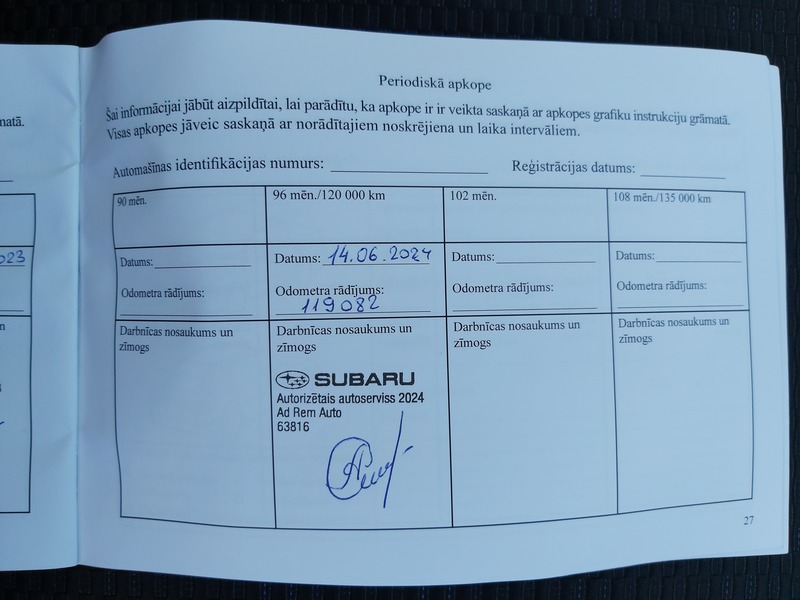 matā.
023
n
Periodiskā apkope
Šai informācijai jābūt aizpildītai, lai parādītu, ka apkope ir ir veikta saskaņā ar apkopes grafiku instrukciju grāmatā.
Visas apkopes jāveic saskaņā ar norādītajiem noskrējiena un laika intervāliem.
Automašīnas identifikācijas numurs:
Reģistrācijas datums:
90 mēn.
96 mēn./120 000 km
102 mēn.
108 mēn./135 000 km
Datums:
Datums: 14.06.2024
Datums:
Datums:
Odometra rādījums:
Odometra rādījums:
119082
Odometra rādījums:
Odometra rādījums:
Darbnīcas nosaukums un
zīmogs
Darbnīcas nosaukums un
zīmogs
SUBARU
Autorizētais autoserviss 2024
Ad Rem Auto
63816
Darbnīcas nosaukums un
zīmogs
Darbnīcas nosaukums un
zīmogs
27